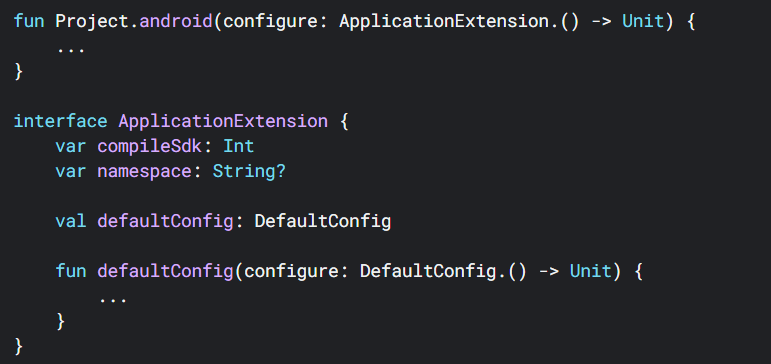 fun Project.android(configure: ApplicationExtension.() -> Unit) {
    ...
}

interface ApplicationExtension {
    var compileSdk: Int
    var namespace: String?

    val defaultConfig: DefaultConfig

    fun defaultConfig(configure: DefaultConfig.() -> Unit) {
        ...
    }
}